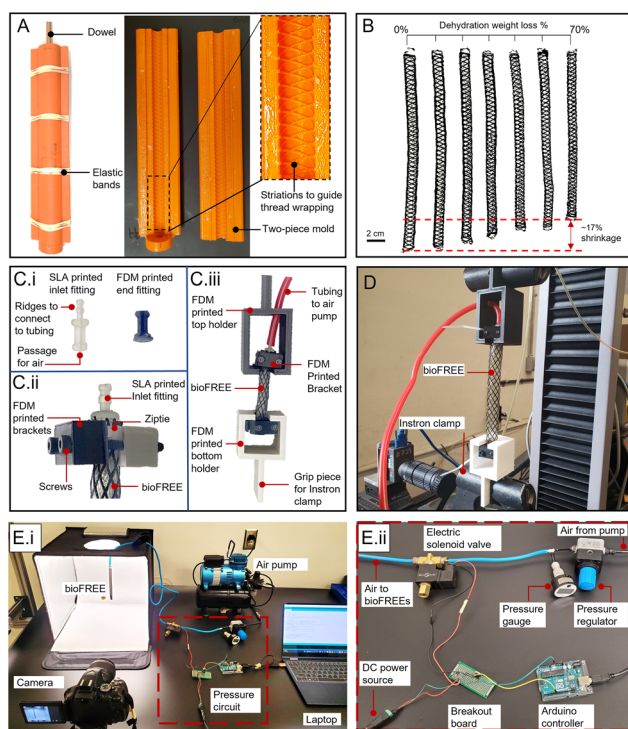 A
Dowel
Elastic
bands
Striations to guide
thread wrapping
Two-piece mold
B
Dehydration weight loss %
0%
70%
2 cm
~17%
shrinkage
C.i
SLA printed
inlet fitting
FDM printed
end fitting
Ridges to
connect
to tubing
Passage
for air
C.ii
SLA printed
Inlet fitting
FDM
printed
brackets
Ziptie
Screws
bioFREE
C.iii
FDM
printed
top holder
Tubing
to air
pump
FDM
Printed
Bracket
bioFREE
FDM
printed
bottom
holder
Grip piece
for Instron
clamp
D
bioFREE
Instron clamp
E.i
bioFREE
Air pump
Camera
Pressure
circuit
Laptop
E.ii
Electric
solenoid valve
Air from pump
Air to
bioFREEs
Pressure
gauge
Pressure
regulator
DC power
source
Breakout
board
Arduino
controller